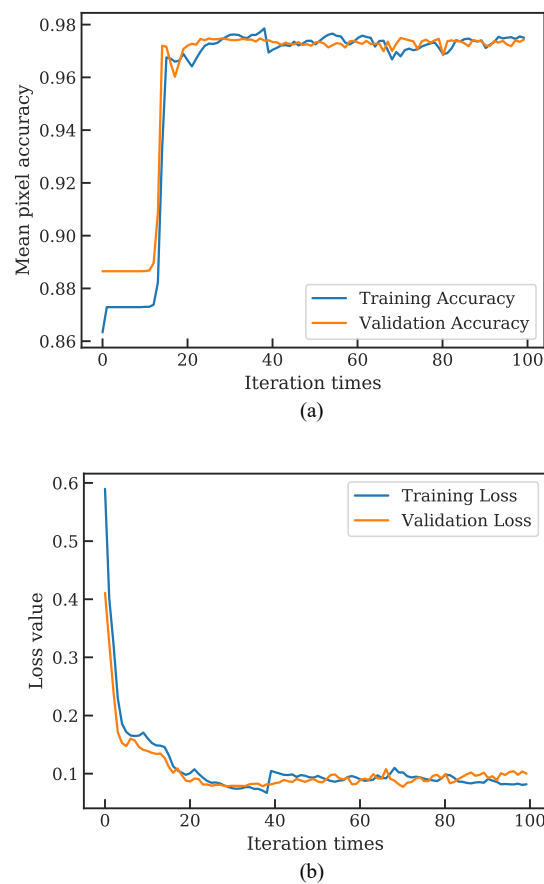 0.98
0.96
0.94
0.92
0.90
0.88
0.86
Mean pixel accuracy
Training Accuracy
Validation Accuracy
0 20 40 60 80 100
Iteration times
(a)
0.6
0.5
0.4
0.3
0.2
0.1
Loss value
Training Loss
Validation Loss
0 20 40 60 80 100
Iteration times
(b)